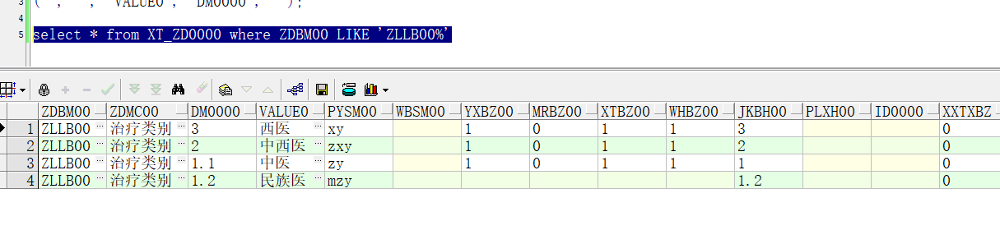 3 ( , , VALUE0 , DM0000 , );
4
5 select * from XT_ZD0000 where ZDBM00 LIKE 'ZLLB00%'
ZDBM00 ZDMC00 DM0000 VALUE0 PYSM00 WBSM00 YXBZ00 MRBZ00 XTBZ00 WHBZ00 JKBH00 PLXH00 ID0000 XXTXBZ
1 ZLLB00 ... 治疗类别 ... 3 西医 ... xy 1 0 1 1 3 0
2 ZLLB00 ... 治疗类别 ... 2 中西医 ... zxy 1 0 1 1 2 0
3 ZLLB00 ... 治疗类别 ... 1.1 中医 ... zy 1 0 1 1 1 0
4 ZLLB00 ... 治疗类别 ... 1.2 民族医 ... mzy 1.2 0